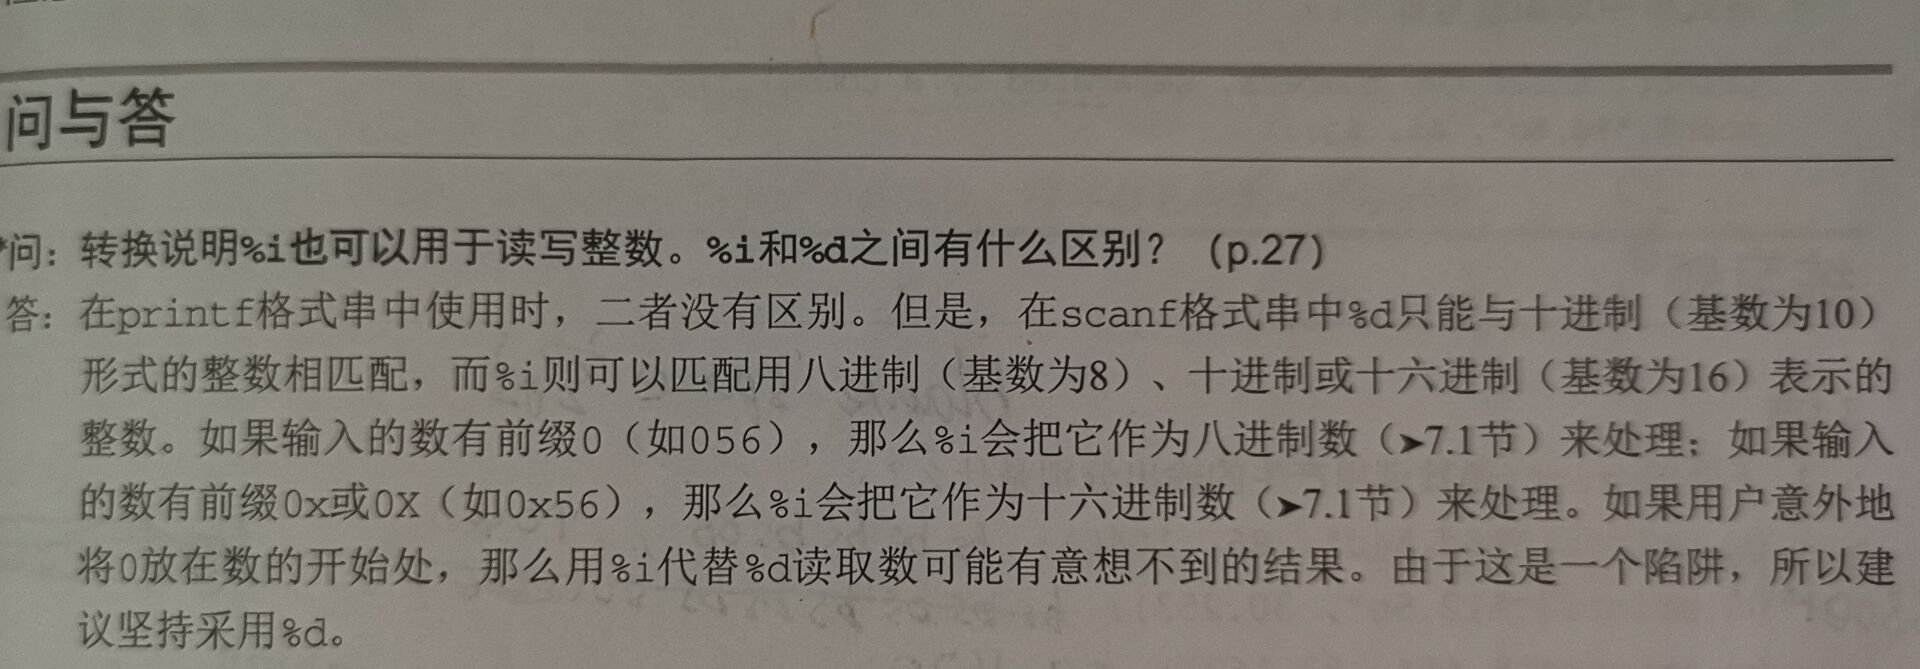 问与答
*问：转换说明%i也可以用于读写整数。%i和%d之间有什么区别？（p.27）
答：在printf格式串中使用时，二者没有区别。但是，在scanf格式串中%d只能与十进制（基数为10）
形式的整数相匹配，而%i则可以匹配用八进制（基数为8）、十进制或十六进制（基数为16）表示的
整数。如果输入的数有前缀0（如056），那么%i会把它作为八进制数（➤7.1节）来处理；如果输入
的数有前缀0x或0X（如0x56），那么%i会把它作为十六进制数（➤7.1节）来处理。如果用户意外地
将0放在数的开始处，那么用%i代替%d读取数可能有意想不到的结果。由于这是一个陷阱，所以建
议坚持采用%d。